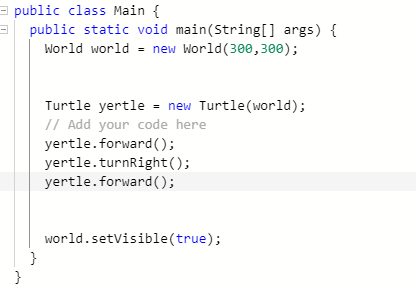 public class Main {
public static void main(String[] args) {
World world = new World(300,300);
Turtle yertle = new Turtle(world);
// Add your code here
yertle.forward();
yertle.turnRight();
yertle.forward();
world.setVisible(true);
}
}